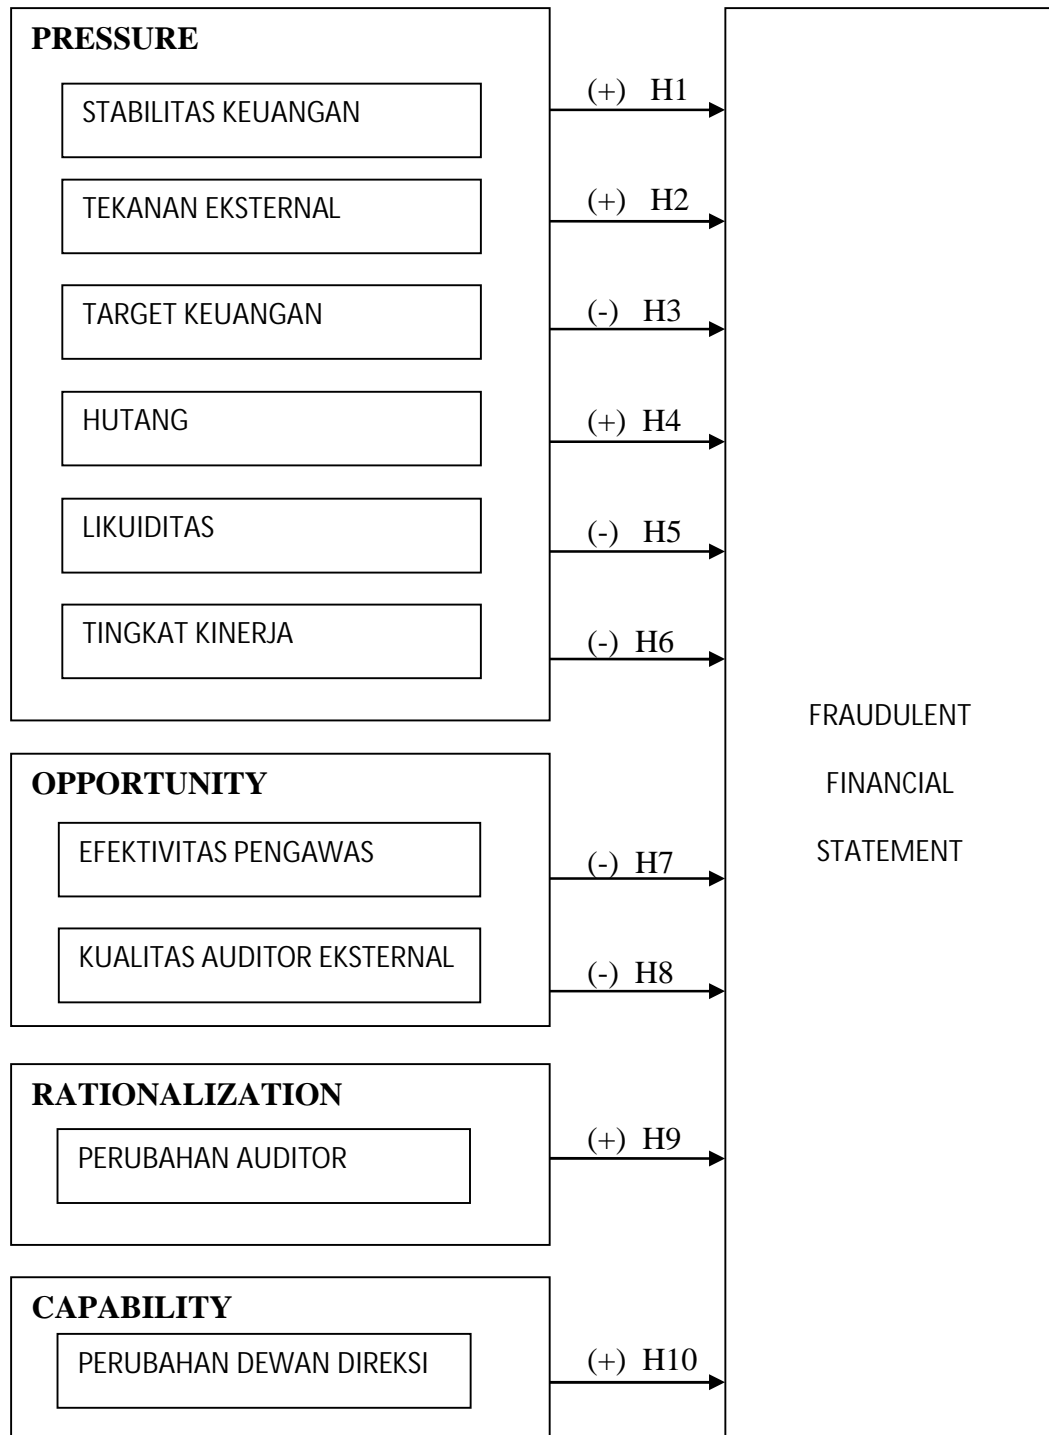 PRESSURE
STABILITAS KEUANGAN
(+) H1
TEKANAN EKSTERNAL
(+) H2
TARGET KEUANGAN
(-) H3
HUTANG
(+) H4
LIKUIDITAS
(-) H5
TINGKAT KINERJA
(-) H6
OPPORTUNITY
EFEKTIVITAS PENGAWAS
(-) H7
KUALITAS AUDITOR EKSTERNAL
(-) H8
RATIONALIZATION
PERUBAHAN AUDITOR
(+) H9
CAPABILITY
PERUBAHAN DEWAN DIREKSI
(+) H10
FRAUDULENT
FINANCIAL
STATEMENT